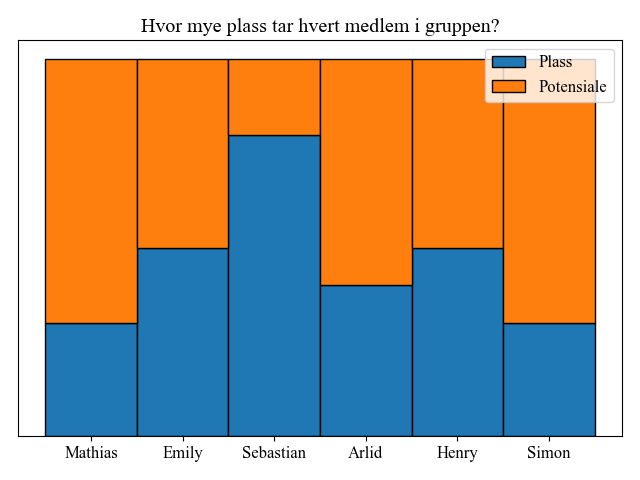 Hvor mye plass tar hvert medlem i gruppen?
Plass
Potensiale
Mathias Emily Sebastian Arlid Henry Simon